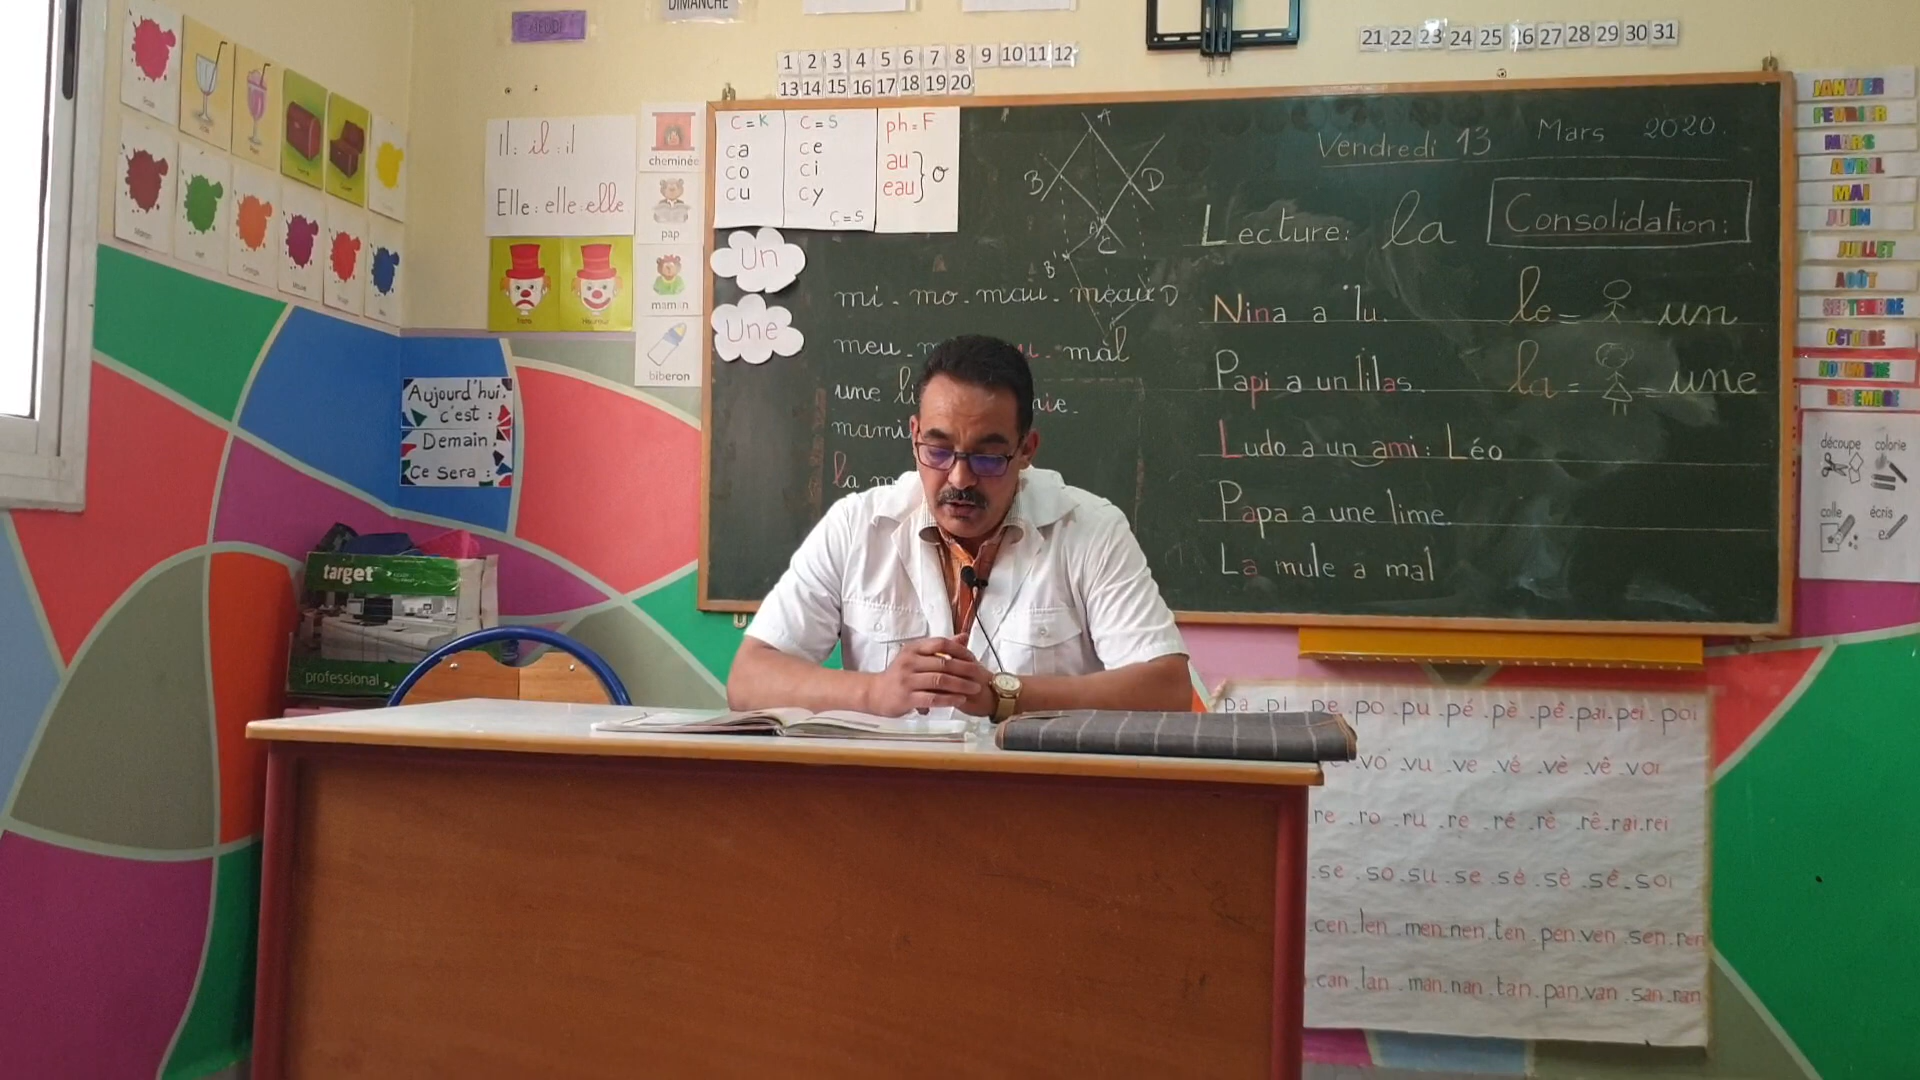 DIMANCHE
JEUDI
1 2 3 4 5 6 7 8 9 10 11 12
13 14 15 16 17 18 19 20
21 22 23 24 25 26 27 28 29 30 31
Il : il : il
Elle : elle : elle
cheminée
pap
maman
biberon
Aujourd'hui
c'est :
Demain
Ce sera :
target
professional
c = K
ca
co
cu
c = S
ce
ci
cy
ç = s
ph = F
au
eau
o
Un
Une
A
B
D
C
B'
mi - mo - mau - meau
meu - mal
une li
mami
la m
Vendredi 13 Mars 2020.
Lecture: la Consolidation:
Nina a lu. le = un
Papi a un lilas. la = = une
Ludo a un ami : Léo
Papa a une lime.
La mule a mal
JANVIER
FEVRIER
MARS
AVRIL
MAI
JUIN
JUILLET
AOÛT
SEPTEMBRE
OCTOBRE
NOVEMBRE
DECEMBRE
découpe colorie
colle écris
pa . pi . pe . po . pu . pé . pè . pê . pai . pei . poi
vo . vu . ve . vé . vè . vê . voi
re . ro . ru . re . ré . rè . rê . rai . rei
se . so . su . se . sé . sè . sê . soi
cen . len . men . nen . ten . pen . ven . sen . ren
can . lan . man . nan . tan . pan . van . san . ran